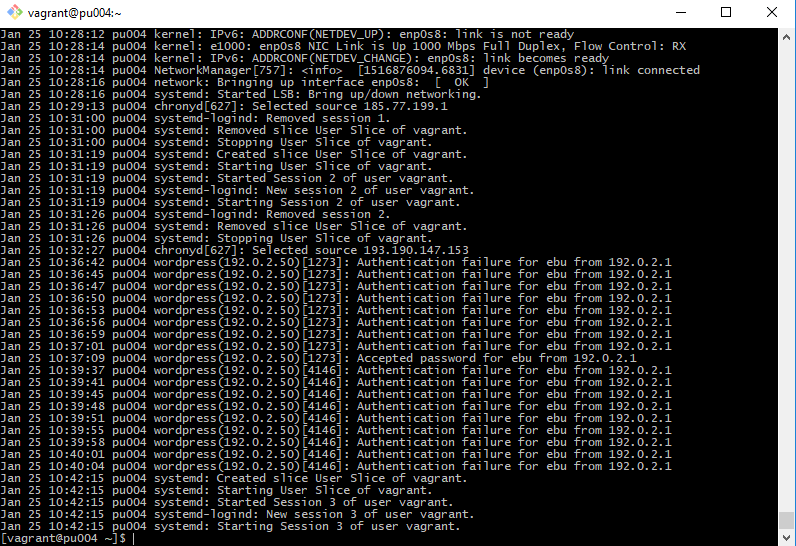 vagrant@pu004:~
Jan 25 10:28:12 pu004 kernel: IPv6: ADDRCONF(NETDEV_UP): enp0s8: link is not ready
Jan 25 10:28:14 pu004 kernel: e1000: enp0s8 NIC Link is Up 1000 Mbps Full Duplex, Flow Control: RX
Jan 25 10:28:14 pu004 kernel: IPv6: ADDRCONF(NETDEV_CHANGE): enp0s8: link becomes ready
Jan 25 10:28:14 pu004 NetworkManager[757]: <info>  [1516876094.6831] device (enp0s8): link connected
Jan 25 10:28:16 pu004 network: Bringing up interface enp0s8:  [  OK  ]
Jan 25 10:28:16 pu004 systemd: Started LSB: Bring up/down networking.
Jan 25 10:29:13 pu004 chronyd[627]: Selected source 185.77.199.1
Jan 25 10:31:00 pu004 systemd-logind: Removed session 1.
Jan 25 10:31:00 pu004 systemd: Removed slice User Slice of vagrant.
Jan 25 10:31:00 pu004 systemd: Stopping User Slice of vagrant.
Jan 25 10:31:19 pu004 systemd: Created slice User Slice of vagrant.
Jan 25 10:31:19 pu004 systemd: Starting User Slice of vagrant.
Jan 25 10:31:19 pu004 systemd: Started Session 2 of user vagrant.
Jan 25 10:31:19 pu004 systemd-logind: New session 2 of user vagrant.
Jan 25 10:31:19 pu004 systemd: Starting Session 2 of user vagrant.
Jan 25 10:31:26 pu004 systemd-logind: Removed session 2.
Jan 25 10:31:26 pu004 systemd: Removed slice User Slice of vagrant.
Jan 25 10:31:26 pu004 systemd: Stopping User Slice of vagrant.
Jan 25 10:32:27 pu004 chronyd[627]: Selected source 193.190.147.153
Jan 25 10:36:42 pu004 wordpress(192.0.2.50)[1273]: Authentication failure for ebu from 192.0.2.1
Jan 25 10:36:45 pu004 wordpress(192.0.2.50)[1273]: Authentication failure for ebu from 192.0.2.1
Jan 25 10:36:47 pu004 wordpress(192.0.2.50)[1273]: Authentication failure for ebu from 192.0.2.1
Jan 25 10:36:50 pu004 wordpress(192.0.2.50)[1273]: Authentication failure for ebu from 192.0.2.1
Jan 25 10:36:53 pu004 wordpress(192.0.2.50)[1273]: Authentication failure for ebu from 192.0.2.1
Jan 25 10:36:56 pu004 wordpress(192.0.2.50)[1273]: Authentication failure for ebu from 192.0.2.1
Jan 25 10:36:59 pu004 wordpress(192.0.2.50)[1273]: Authentication failure for ebu from 192.0.2.1
Jan 25 10:37:01 pu004 wordpress(192.0.2.50)[1273]: Authentication failure for ebu from 192.0.2.1
Jan 25 10:37:09 pu004 wordpress(192.0.2.50)[1273]: Accepted password for ebu from 192.0.2.1
Jan 25 10:39:37 pu004 wordpress(192.0.2.50)[4146]: Authentication failure for ebu from 192.0.2.1
Jan 25 10:39:41 pu004 wordpress(192.0.2.50)[4146]: Authentication failure for ebu from 192.0.2.1
Jan 25 10:39:45 pu004 wordpress(192.0.2.50)[4146]: Authentication failure for ebu from 192.0.2.1
Jan 25 10:39:48 pu004 wordpress(192.0.2.50)[4146]: Authentication failure for ebu from 192.0.2.1
Jan 25 10:39:51 pu004 wordpress(192.0.2.50)[4146]: Authentication failure for ebu from 192.0.2.1
Jan 25 10:39:55 pu004 wordpress(192.0.2.50)[4146]: Authentication failure for ebu from 192.0.2.1
Jan 25 10:39:58 pu004 wordpress(192.0.2.50)[4146]: Authentication failure for ebu from 192.0.2.1
Jan 25 10:40:01 pu004 wordpress(192.0.2.50)[4146]: Authentication failure for ebu from 192.0.2.1
Jan 25 10:40:04 pu004 wordpress(192.0.2.50)[4146]: Authentication failure for ebu from 192.0.2.1
Jan 25 10:42:15 pu004 systemd: Created slice User Slice of vagrant.
Jan 25 10:42:15 pu004 systemd: Starting User Slice of vagrant.
Jan 25 10:42:15 pu004 systemd: Started Session 3 of user vagrant.
Jan 25 10:42:15 pu004 systemd-logind: New session 3 of user vagrant.
Jan 25 10:42:15 pu004 systemd: Starting Session 3 of user vagrant.
[vagrant@pu004 ~]$